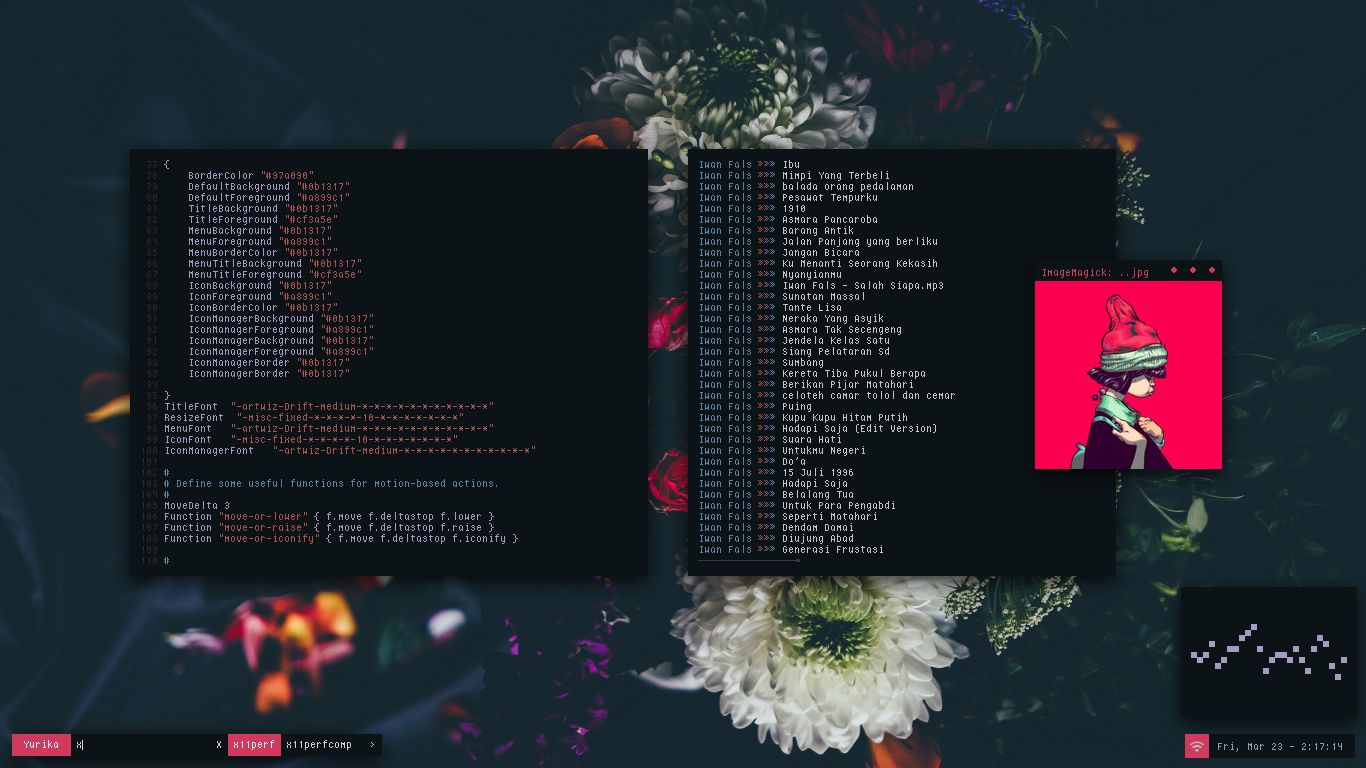 77 {
78 BorderColor "#97a090"
79 DefaultBackground "#0b1317"
80 DefaultForeground "#a899c1"
81 TitleBackground "#0b1317"
82 TitleForeground "#cf3a5e"
83 MenuBackground "#0b1317"
84 MenuForeground "#a899c1"
85 MenuBorderColor "#0b1317"
86 MenuTitleBackground "#0b1317"
87 MenuTitleForeground "#cf3a5e"
88 IconBackground "#0b1317"
89 IconForeground "#a899c1"
90 IconBorderColor "#0b1317"
91 IconManagerBackground "#0b1317"
92 IconManagerForeground "#a899c1"
91 IconManagerBackground "#0b1317"
92 IconManagerForeground "#a899c1"
93 IconManagerBorder "#0b1317"
93 IconManagerBorder "#0b1317"
94
95 }
96 TitleFont "-artwiz-Drift-Medium-*-*-*-*-*-*-*-*-*-*-*"
97 ResizeFont "-misc-fixed-*-*-*-*-10-*-*-*-*-*-*-*"
98 MenuFont "-artwiz-Drift-Medium-*-*-*-*-*-*-*-*-*-*-*"
99 IconFont "-misc-fixed-*-*-*-*-10-*-*-*-*-*-*-*"
100 IconManagerFont "-artwiz-Drift-Medium-*-*-*-*-*-*-*-*-*-*-*-*"
101
102 #
103 # Define some useful functions for motion-based actions.
104 #
105 MoveDelta 3
106 Function "move-or-lower" { f.move f.deltastop f.lower }
107 Function "move-or-raise" { f.move f.deltastop f.raise }
108 Function "move-or-iconify" { f.move f.deltastop f.iconify }
109
110 #
Iwan Fals >>> Ibu
Iwan Fals >>> Mimpi Yang Terbeli
Iwan Fals >>> balada orang pedalaman
Iwan Fals >>> Pesawat Tempurku
Iwan Fals >>> 1910
Iwan Fals >>> Asmara Pancaroba
Iwan Fals >>> Barang Antik
Iwan Fals >>> Jalan Panjang yang berliku
Iwan Fals >>> Jangan Bicara
Iwan Fals >>> Ku Menanti Seorang Kekasih
Iwan Fals >>> Nyanyianmu
Iwan Fals >>> Iwan Fals - Salah Siapa.mp3
Iwan Fals >>> Sunatan Massal
Iwan Fals >>> Tante Lisa
Iwan Fals >>> Neraka Yang Asyik
Iwan Fals >>> Asmara Tak Secengeng
Iwan Fals >>> Jendela Kelas Satu
Iwan Fals >>> Siang Pelataran Sd
Iwan Fals >>> Sumbang
Iwan Fals >>> Kereta Tiba Pukul Berapa
Iwan Fals >>> Berikan Pijar Matahari
Iwan Fals >>> celoteh camar tolol dan cemar
Iwan Fals >>> Puing
Iwan Fals >>> Kupu Kupu Hitam Putih
Iwan Fals >>> Hadapi Saja (Edit Version)
Iwan Fals >>> Suara Hati
Iwan Fals >>> Untukmu Negeri
Iwan Fals >>> Do'a
Iwan Fals >>> 15 Juli 1996
Iwan Fals >>> Hadapi Saja
Iwan Fals >>> Belalang Tua
Iwan Fals >>> Untuk Para Pengabdi
Iwan Fals >>> Seperti Matahari
Iwan Fals >>> Dendam Damai
Iwan Fals >>> Diujung Abad
Iwan Fals >>> Generasi Frustasi
ImageMagick: ..jpg
Yurika x X x11perf x11perfcomp >
Fri, Mar 23 - 2:17:14